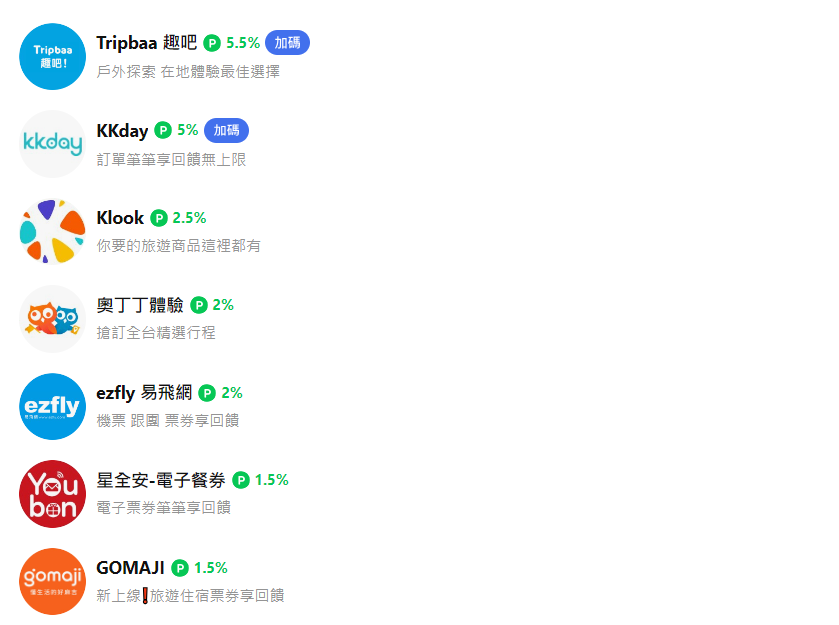 Tripbaa
趣吧!
Tripbaa 趣吧 P 5.5% 加碼
戶外探索 在地體驗最佳選擇
kkday
KKday P 5% 加碼
訂單筆筆享回饋無上限
Klook P 2.5%
你要的旅遊商品這裡都有
奧丁丁體驗 P 2%
搶訂全台精選行程
ezfly
ezfly 易飛網 P 2%
機票 跟團 票券享回饋
You
bon
星全安-電子餐券 P 1.5%
電子票券筆筆享回饋
gomaji
GOMAJI P 1.5%
新上線❗旅遊住宿票券享回饋